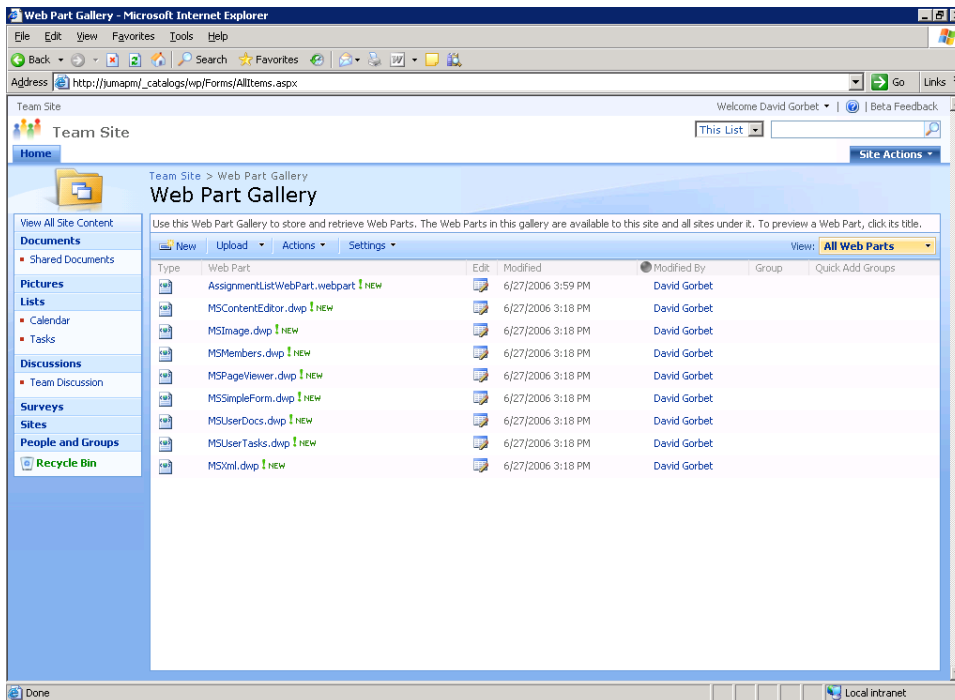 Web Part Gallery - Microsoft Internet Explorer
File Edit View Favorites Tools Help
Back Search Favorites
Address http://jumapm/_catalogs/wp/Forms/AllItems.aspx Go Links
Team Site Welcome David Gorbet | Beta Feedback
Team Site This List
Home Site Actions
Team Site > Web Part Gallery
Web Part Gallery
View All Site Content
Documents
Shared Documents
Pictures
Lists
Calendar
Tasks
Discussions
Team Discussion
Surveys
Sites
People and Groups
Recycle Bin
Use this Web Part Gallery to store and retrieve Web Parts. The Web Parts in this gallery are available to this site and all sites under it. To preview a Web Part, click its title.
New Upload Actions Settings View: All Web Parts
Type Web Part Edit Modified Modified By Group Quick Add Groups
AssignmentListWebPart.webpart ! NEW 6/27/2006 3:59 PM David Gorbet
MSContentEditor.dwp ! NEW 6/27/2006 3:18 PM David Gorbet
MSImage.dwp ! NEW 6/27/2006 3:18 PM David Gorbet
MSMembers.dwp ! NEW 6/27/2006 3:18 PM David Gorbet
MSPageViewer.dwp ! NEW 6/27/2006 3:18 PM David Gorbet
MSSimpleForm.dwp ! NEW 6/27/2006 3:18 PM David Gorbet
MSUserDocs.dwp ! NEW 6/27/2006 3:18 PM David Gorbet
MSUserTasks.dwp ! NEW 6/27/2006 3:18 PM David Gorbet
MSXml.dwp ! NEW 6/27/2006 3:18 PM David Gorbet
Done Local intranet